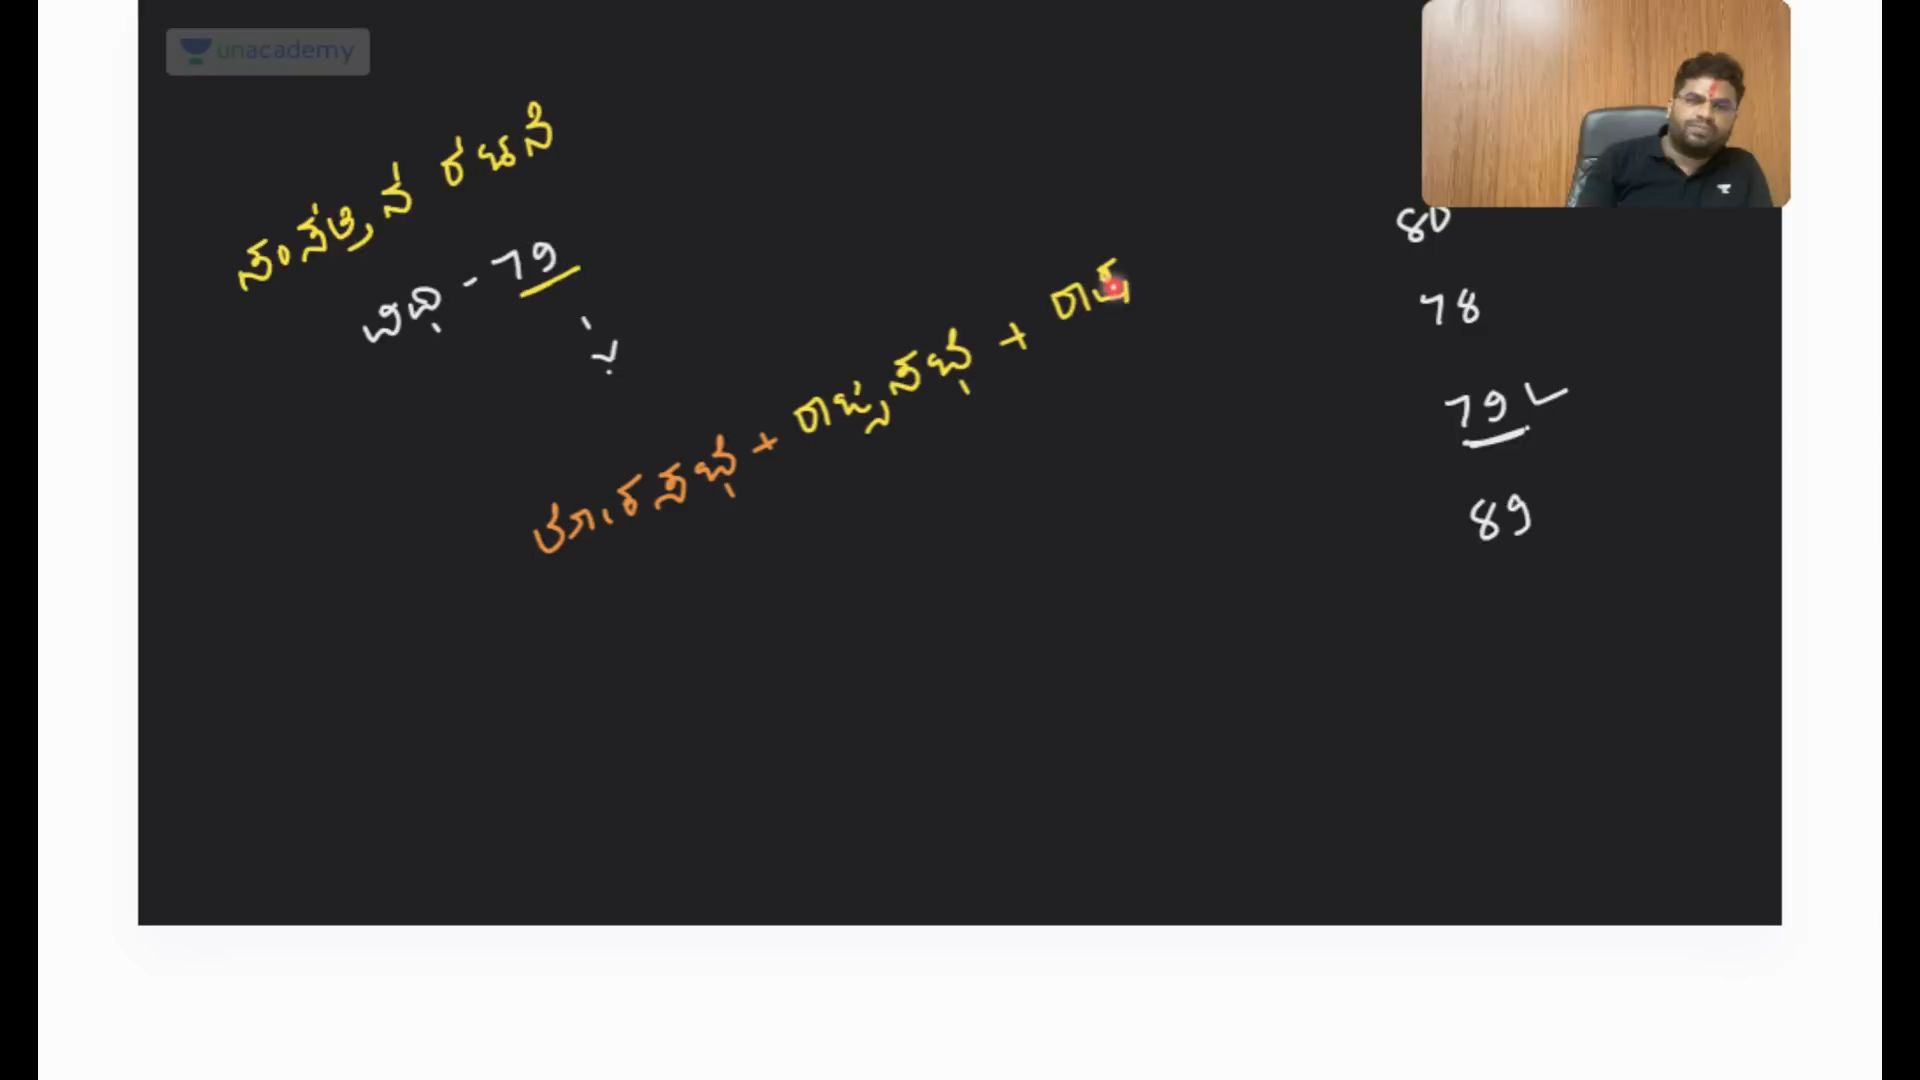 unacademy
ಸಂಸತ್ತಿನ ರಚನೆ
ವಿಧಿ - 79
ಲೋಕಸಭೆ + ರಾಜ್ಯಸಭೆ + ರಾಷ
80
78
79
89